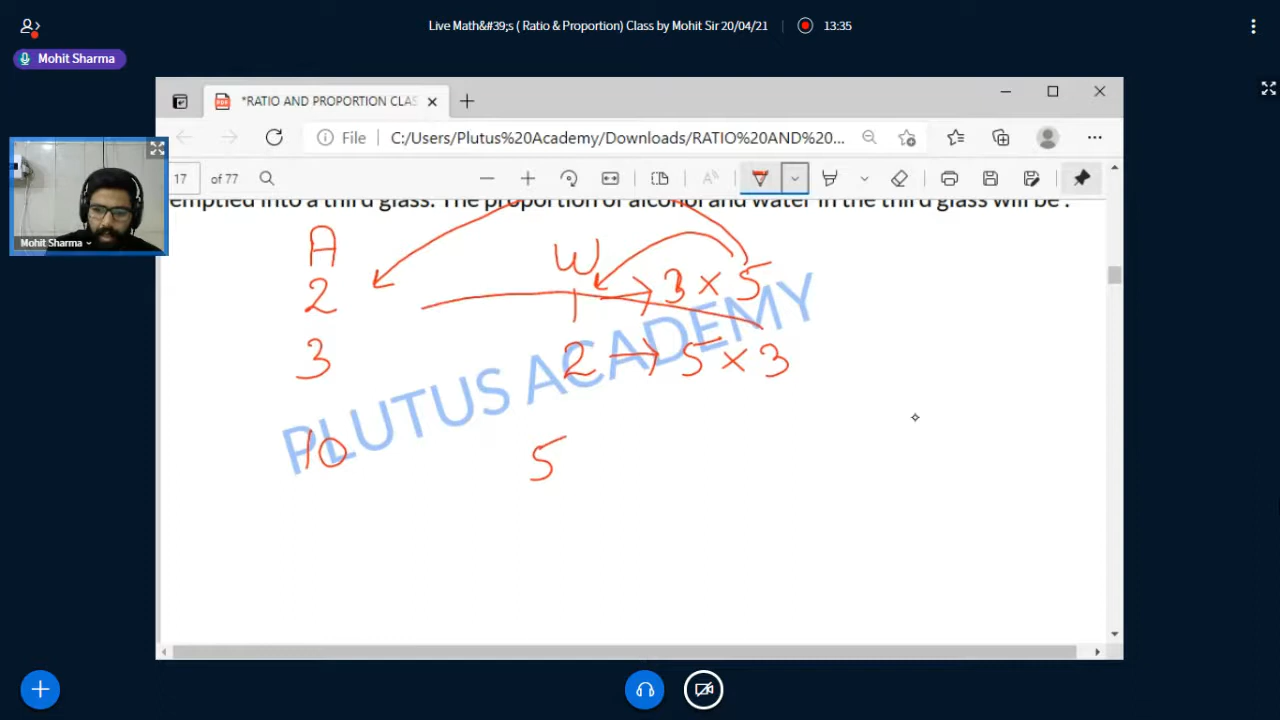 Live Math&#39;s ( Ratio & Proportion) Class by Mohit Sir 20/04/21
13:35
Mohit Sharma
*RATIO AND PROPORTION CLAS
File
C:/Users/Plutus%20Academy/Downloads/RATIO%20AND%20...
17 of 77
emptied into a third glass. The proportion of alcohol and water in the third glass will be ?
A W
2 1 → 3 × 5
3 2 → 5 × 3
10 5
PLUTUS ACADEMY
Mohit Sharma